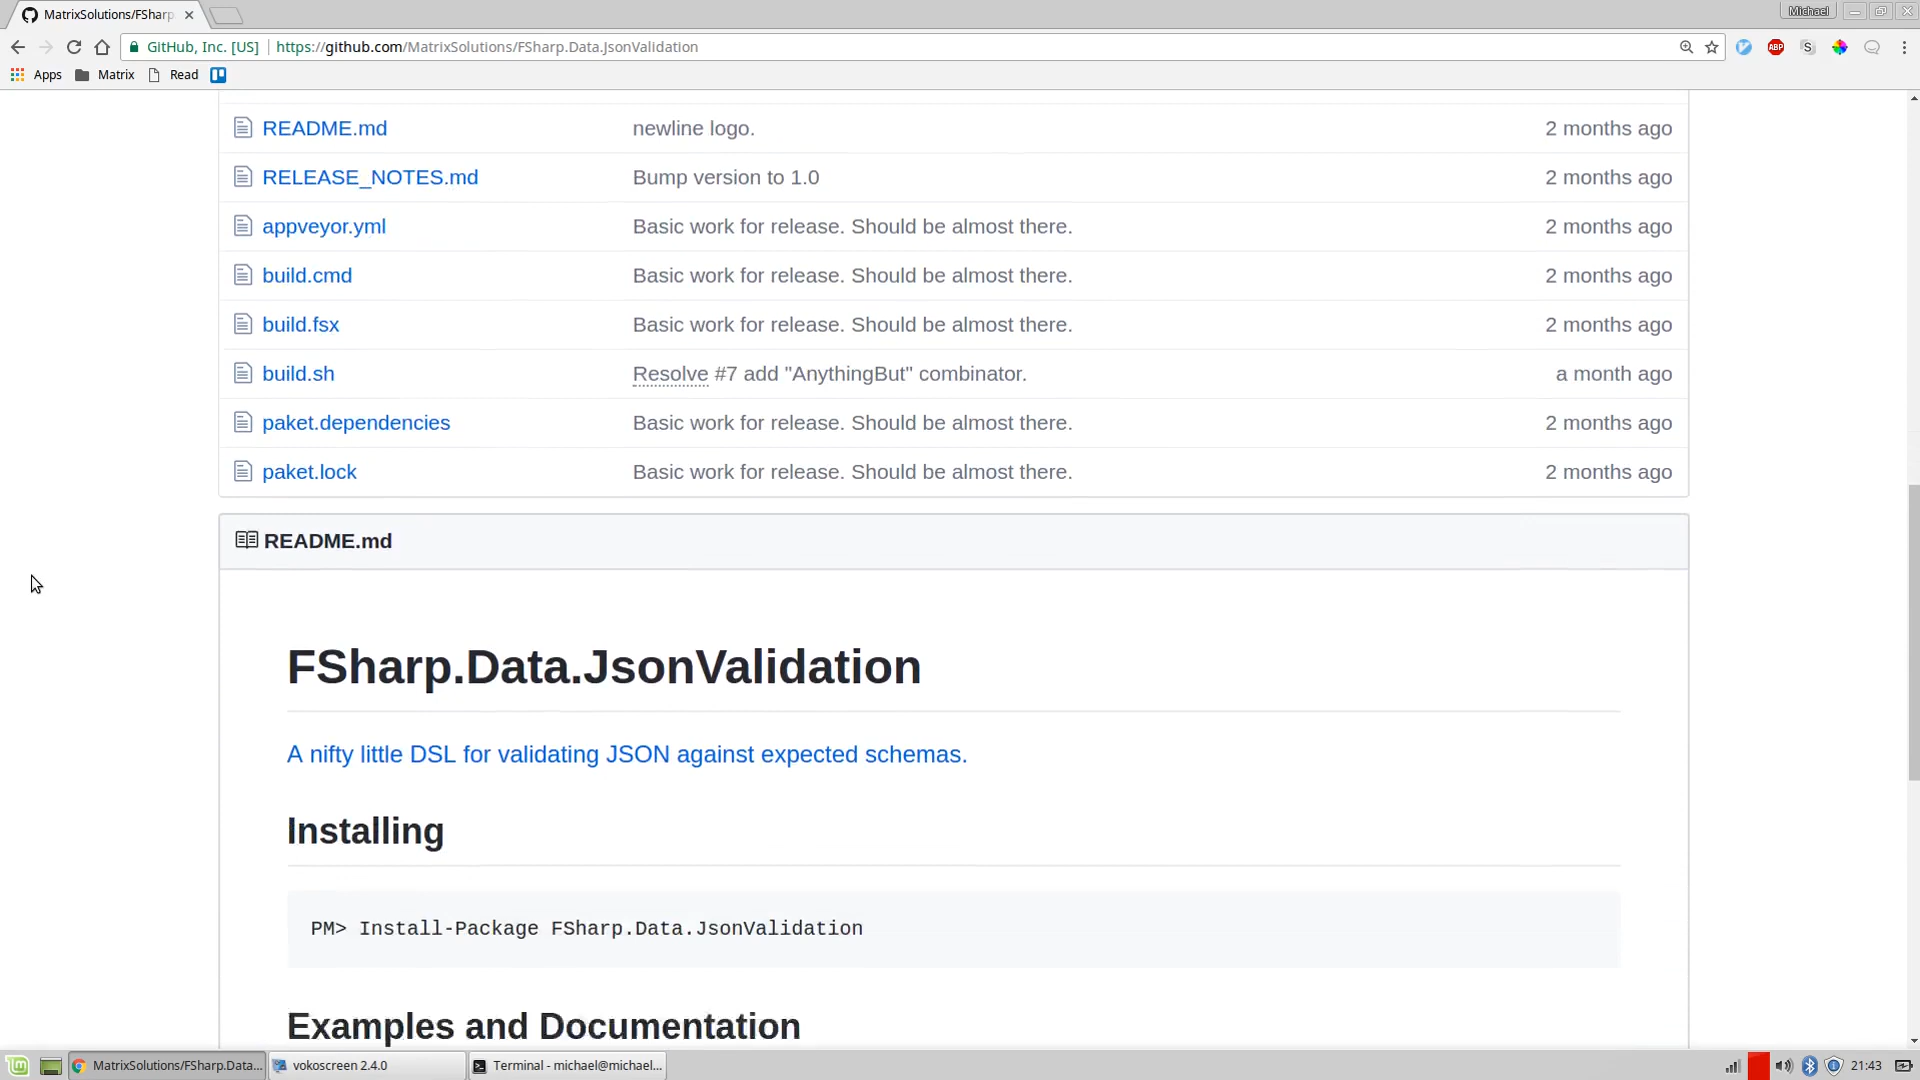 MatrixSolutions/FSharp
Michael
GitHub, Inc. [US]
https://github.com/MatrixSolutions/FSharp.Data.JsonValidation
ABP
S
Apps
Matrix
Read
README.md
newline logo.
2 months ago
RELEASE_NOTES.md
Bump version to 1.0
2 months ago
appveyor.yml
Basic work for release. Should be almost there.
2 months ago
build.cmd
Basic work for release. Should be almost there.
2 months ago
build.fsx
Basic work for release. Should be almost there.
2 months ago
build.sh
Resolve #7 add "AnythingBut" combinator.
a month ago
paket.dependencies
Basic work for release. Should be almost there.
2 months ago
paket.lock
Basic work for release. Should be almost there.
2 months ago
README.md
FSharp.Data.JsonValidation
A nifty little DSL for validating JSON against expected schemas.
Installing
PM> Install-Package FSharp.Data.JsonValidation
Examples and Documentation
MatrixSolutions/FSharp.Data...
vokoscreen 2.4.0
Terminal - michael@michael...
21:43